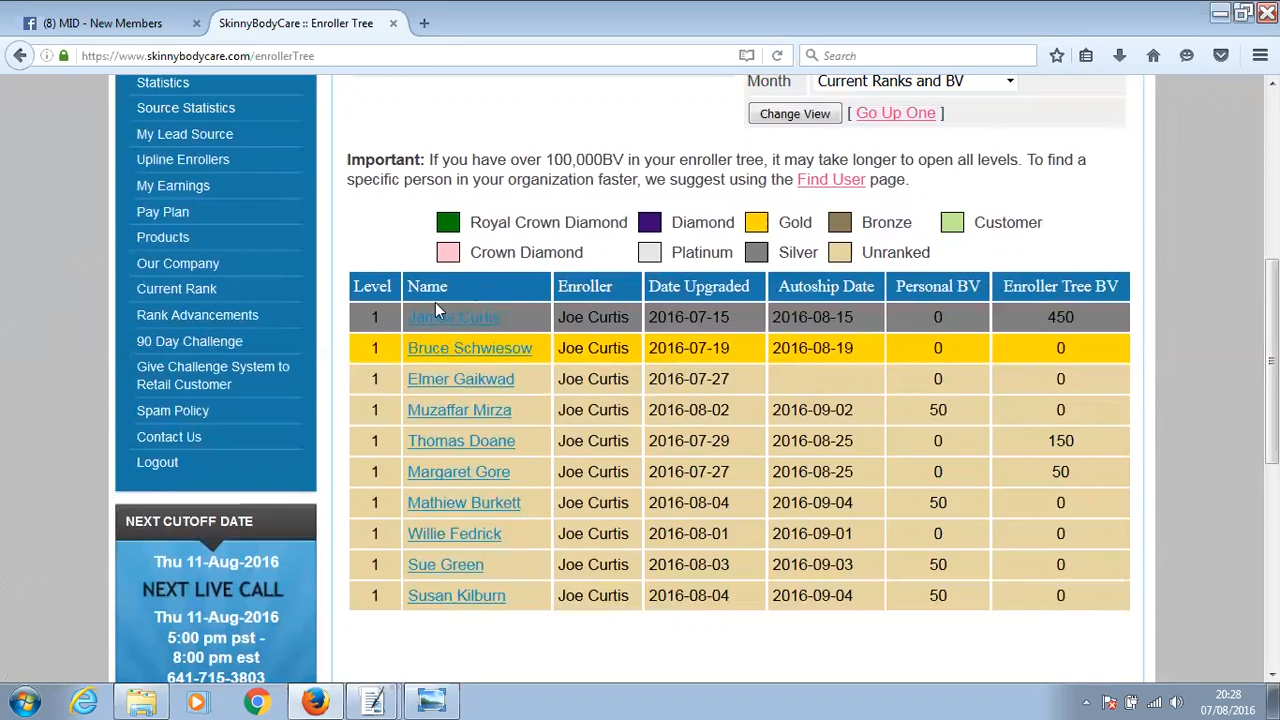 (8) MID - New Members
SkinnyBodyCare :: Enroller Tree
https://www.skinnybodycare.com/enrollerTree
Search
Statistics
Source Statistics
My Lead Source
Upline Enrollers
My Earnings
Pay Plan
Products
Our Company
Current Rank
Rank Advancements
90 Day Challenge
Give Challenge System to
Retail Customer
Spam Policy
Contact Us
Logout
NEXT CUTOFF DATE
Thu 11-Aug-2016
NEXT LIVE CALL
Thu 11-Aug-2016
5:00 pm pst -
8:00 pm est
641-715-3803
Month Current Ranks and BV
Change View [ Go Up One ]
Important: If you have over 100,000BV in your enroller tree, it may take longer to open all levels. To find a
specific person in your organization faster, we suggest using the Find User page.
Royal Crown Diamond Diamond Gold Bronze Customer
Crown Diamond Platinum Silver Unranked
Level Name Enroller Date Upgraded Autoship Date Personal BV Enroller Tree BV
1 James Curtis Joe Curtis 2016-07-15 2016-08-15 0 450
1 Bruce Schwiesow Joe Curtis 2016-07-19 2016-08-19 0 0
1 Elmer Gaikwad Joe Curtis 2016-07-27 0 0
1 Muzaffar Mirza Joe Curtis 2016-08-02 2016-09-02 50 0
1 Thomas Doane Joe Curtis 2016-07-29 2016-08-25 0 150
1 Margaret Gore Joe Curtis 2016-07-27 2016-08-25 0 50
1 Mathiew Burkett Joe Curtis 2016-08-04 2016-09-04 50 0
1 Willie Fedrick Joe Curtis 2016-08-01 2016-09-01 0 0
1 Sue Green Joe Curtis 2016-08-03 2016-09-03 50 0
1 Susan Kilburn Joe Curtis 2016-08-04 2016-09-04 50 0
20:28
07/08/2016